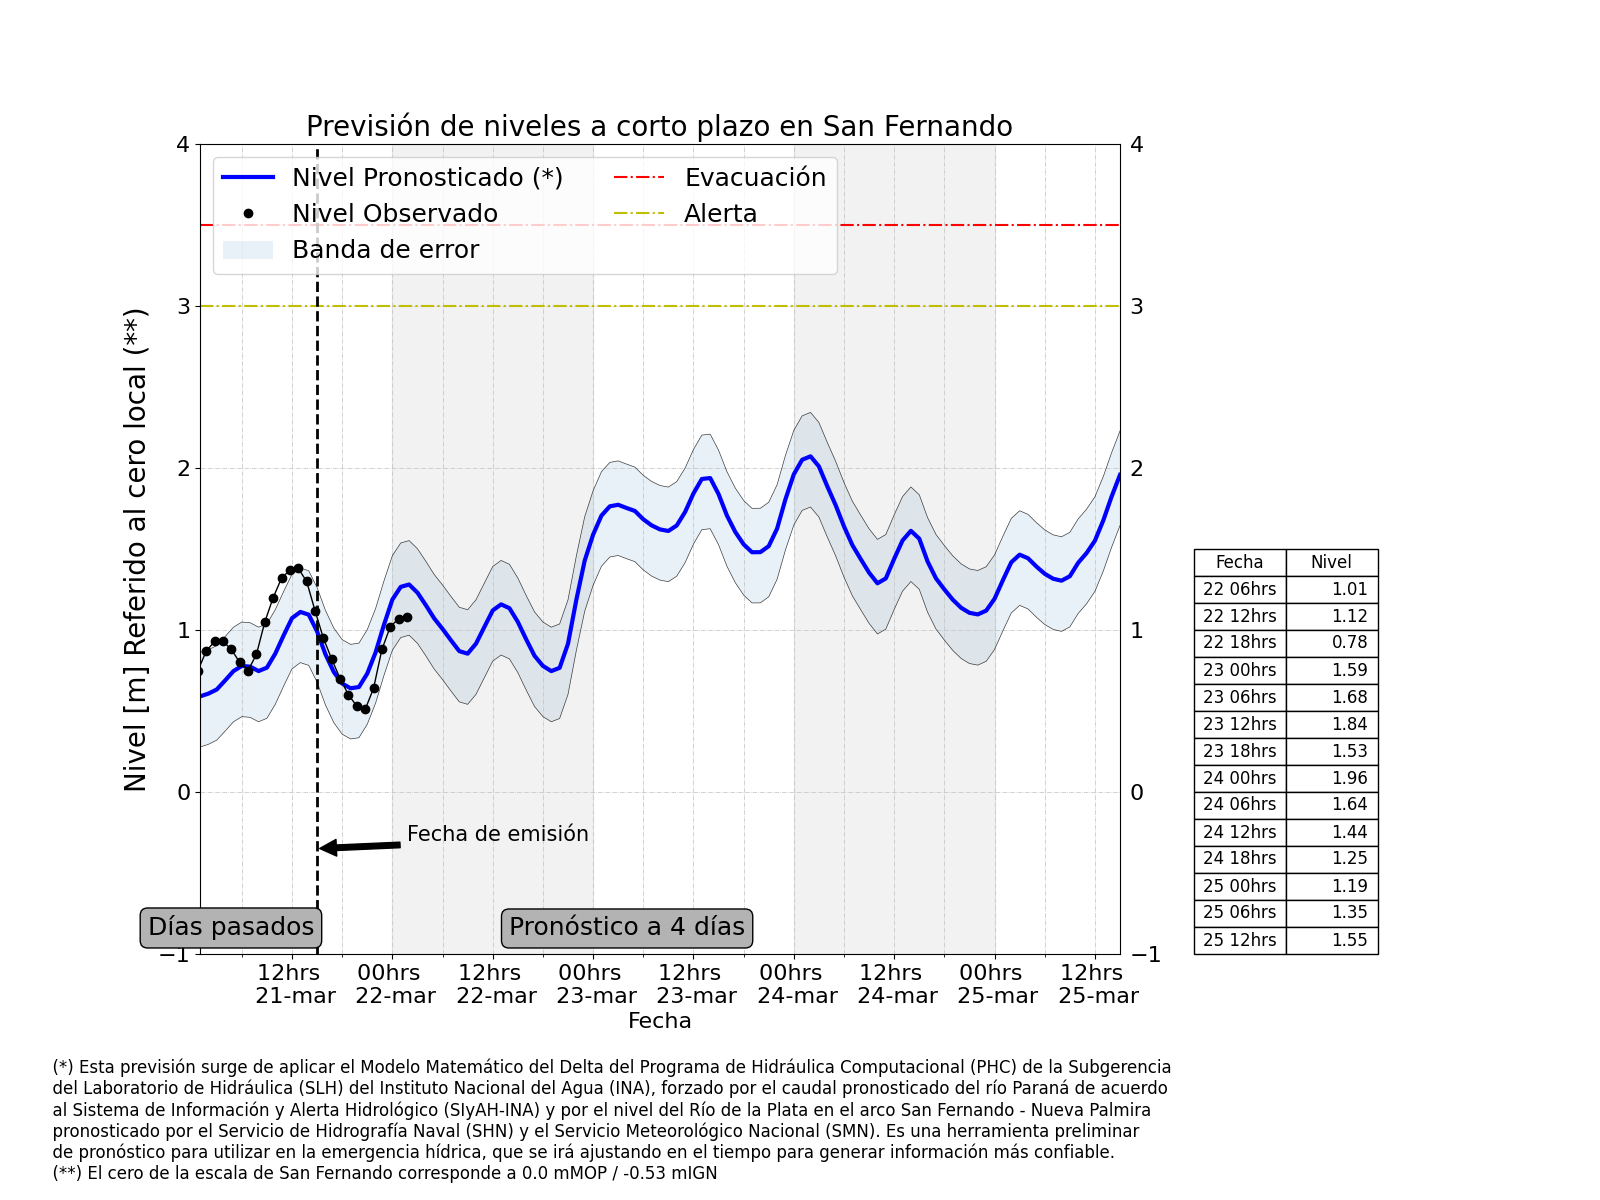 Previsión de niveles a corto plazo en San Fernando
Nivel Pronosticado (*)
Nivel Observado
Banda de error
Evacuación
Alerta
Nivel [m] Referido al cero local (**)
4
3
2
1
0
−1
4
3
2
1
0
−1
Fecha de emisión
Días pasados
Pronóstico a 4 días
12hrs 00hrs 12hrs 00hrs 12hrs 00hrs 12hrs 00hrs 12hrs
21-mar 22-mar 22-mar 23-mar 23-mar 24-mar 24-mar 25-mar 25-mar
Fecha
Fecha Nivel
22 06hrs 1.01
22 12hrs 1.12
22 18hrs 0.78
23 00hrs 1.59
23 06hrs 1.68
23 12hrs 1.84
23 18hrs 1.53
24 00hrs 1.96
24 06hrs 1.64
24 12hrs 1.44
24 18hrs 1.25
25 00hrs 1.19
25 06hrs 1.35
25 12hrs 1.55
(*) Esta previsión surge de aplicar el Modelo Matemático del Delta del Programa de Hidráulica Computacional (PHC) de la Subgerencia
del Laboratorio de Hidráulica (SLH) del Instituto Nacional del Agua (INA), forzado por el caudal pronosticado del río Paraná de acuerdo
al Sistema de Información y Alerta Hidrológico (SIyAH-INA) y por el nivel del Río de la Plata en el arco San Fernando - Nueva Palmira
pronosticado por el Servicio de Hidrografía Naval (SHN) y el Servicio Meteorológico Nacional (SMN). Es una herramienta preliminar
de pronóstico para utilizar en la emergencia hídrica, que se irá ajustando en el tiempo para generar información más confiable.
(**) El cero de la escala de San Fernando corresponde a 0.0 mMOP / -0.53 mIGN